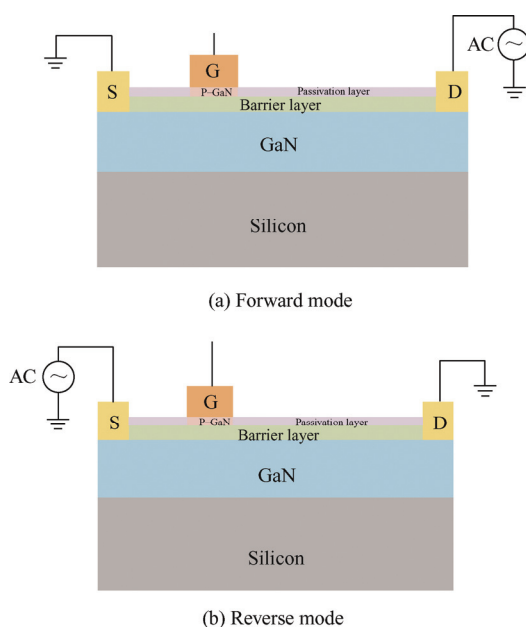 AC
G
S
P-GaN
Passivation layer
D
Barrier layer
GaN
Silicon
(a) Forward mode
AC
G
S
P-GaN
Passivation layer
D
Barrier layer
GaN
Silicon
(b) Reverse mode